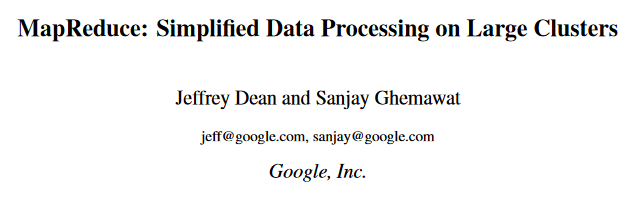 MapReduce: Simplified Data Processing on Large Clusters
Jeffrey Dean and Sanjay Ghemawat
jeff@google.com, sanjay@google.com
Google, Inc.